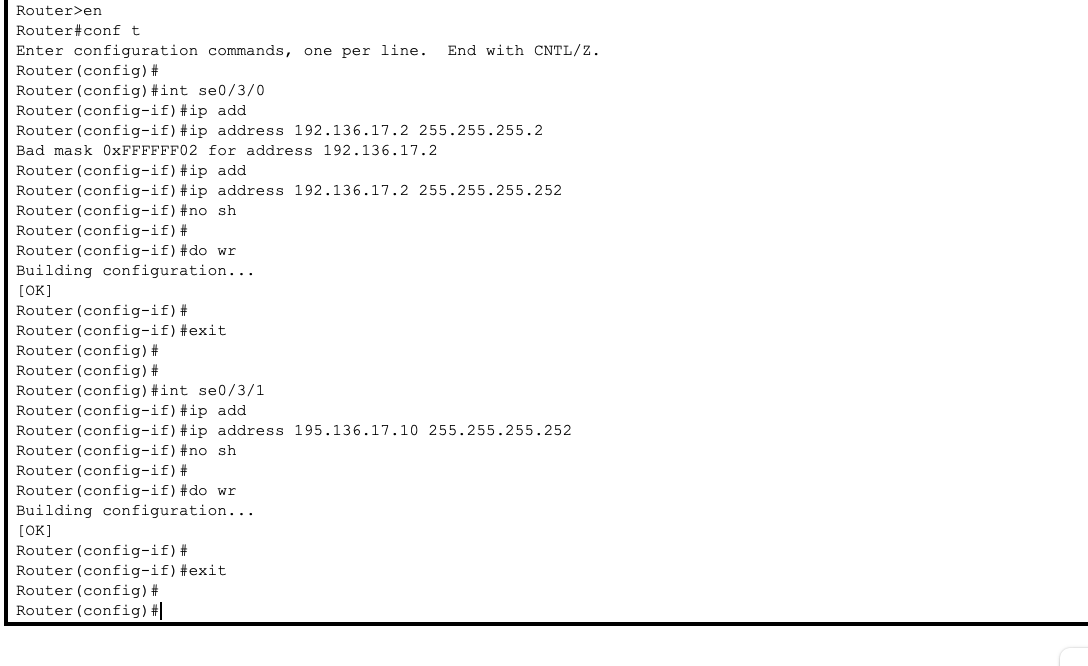 Router>en
Router#conf t
Enter configuration commands, one per line.  End with CNTL/Z.
Router(config)#
Router(config)#int se0/3/0
Router(config-if)#ip add
Router(config-if)#ip address 192.136.17.2 255.255.255.2
Bad mask 0xFFFFFF02 for address 192.136.17.2
Router(config-if)#ip add
Router(config-if)#ip address 192.136.17.2 255.255.255.252
Router(config-if)#no sh
Router(config-if)#
Router(config-if)#do wr
Building configuration...
[OK]
Router(config-if)#
Router(config-if)#exit
Router(config)#
Router(config)#
Router(config)#int se0/3/1
Router(config-if)#ip add
Router(config-if)#ip address 195.136.17.10 255.255.255.252
Router(config-if)#no sh
Router(config-if)#
Router(config-if)#do wr
Building configuration...
[OK]
Router(config-if)#
Router(config-if)#exit
Router(config)#
Router(config)#